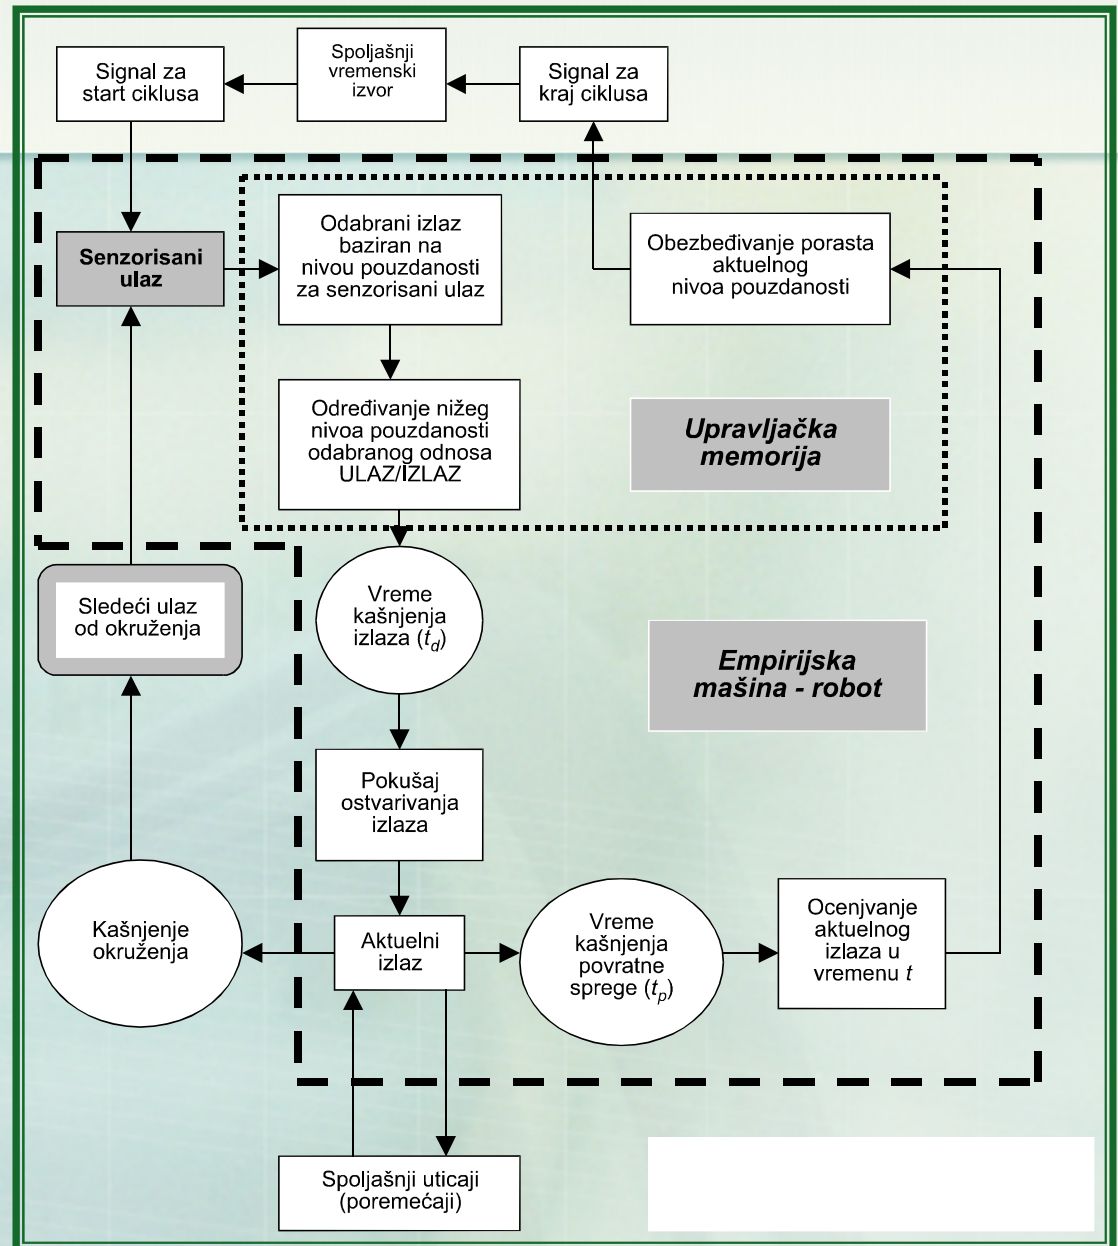 Signal za
start ciklusa
Spoljašnji
vremenski
izvor
Signal za
kraj ciklusa
Senzorisani
ulaz
Odabrani izlaz
baziran na
nivou pouzdanosti
za senzorisani ulaz
Obezbeđivanje porasta
aktuelnog
nivoa pouzdanosti
Određivanje nižeg
nivoa pouzdanosti
odabranog odnosa
ULAZ/IZLAZ
Upravljačka
memorija
Sledeći ulaz
od okruženja
Vreme
kašnjenja
izlaza (t_d)
Empirijska
mašina - robot
Pokušaj
ostvarivanja
izlaza
Kašnjenje
okruženja
Aktuelni
izlaz
Vreme
kašnjenja
povratne
sprege (t_p)
Ocenjvanje
aktuelnog
izlaza u
vremenu t
Spoljašnji uticaji
(poremećaji)